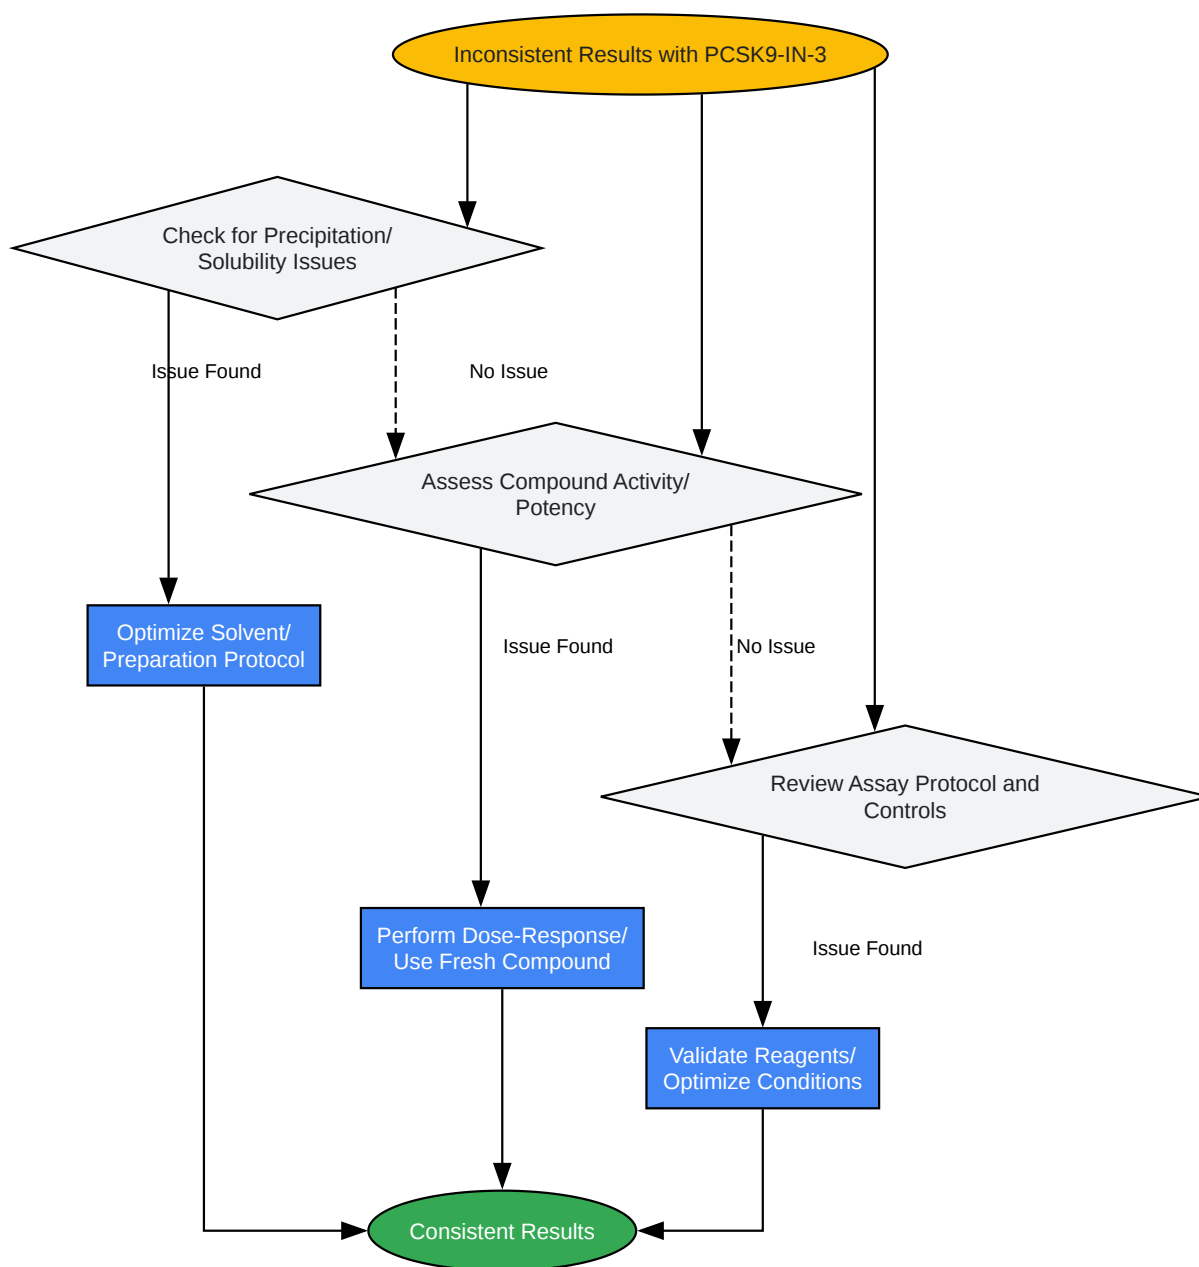 Inconsistent Results with PCSK9-IN-3
Check for Precipitation/
Solubility Issues
Issue Found
No Issue
Assess Compound Activity/
Potency
Optimize Solvent/
Preparation Protocol
Issue Found
No Issue
Review Assay Protocol and
Controls
Perform Dose-Response/
Use Fresh Compound
Issue Found
Validate Reagents/
Optimize Conditions
Consistent Results